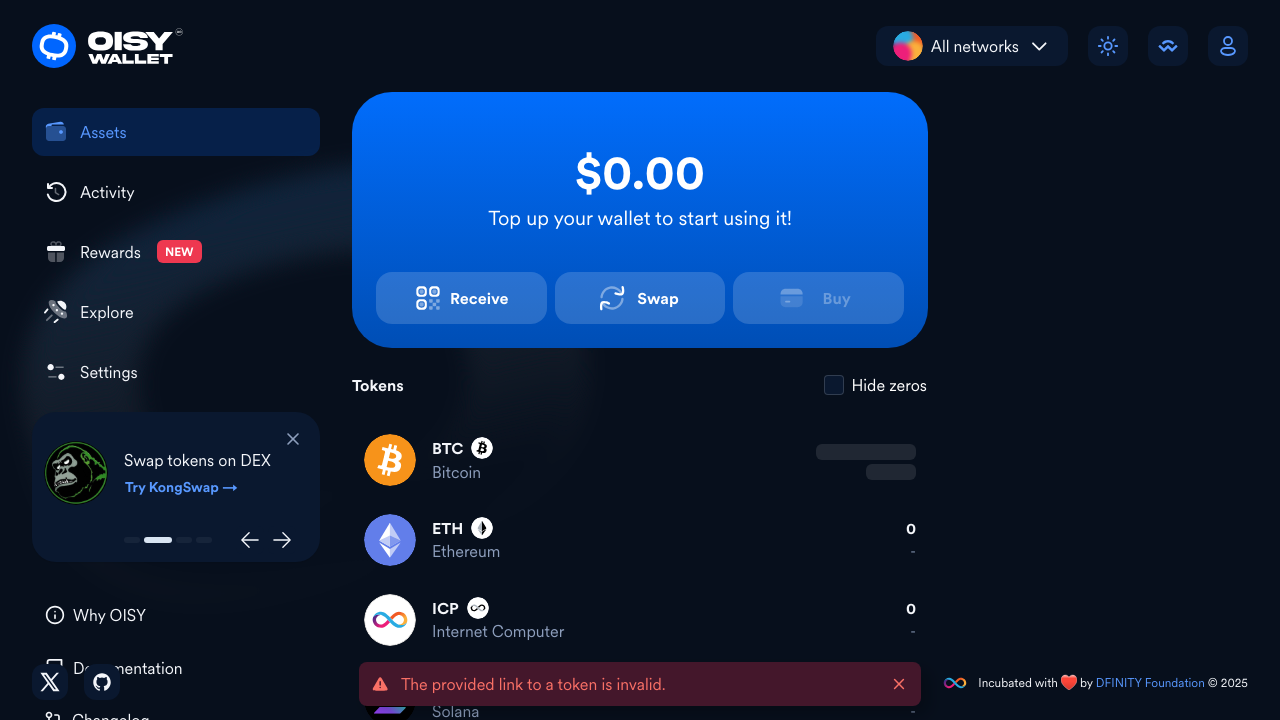 OISY
WALLET
All networks
Assets
Activity
Rewards NEW
Explore
Settings
Swap tokens on DEX
Try KongSwap →
Why OISY
Documentation
Changelog
$0.00
Top up your wallet to start using it!
Receive
Swap
Buy
Tokens
Hide zeros
BTC
Bitcoin
ETH
0
Ethereum
-
ICP
0
Internet Computer
-
Solana
-
The provided link to a token is invalid.
Incubated with ❤️ by DFINITY Foundation © 2025